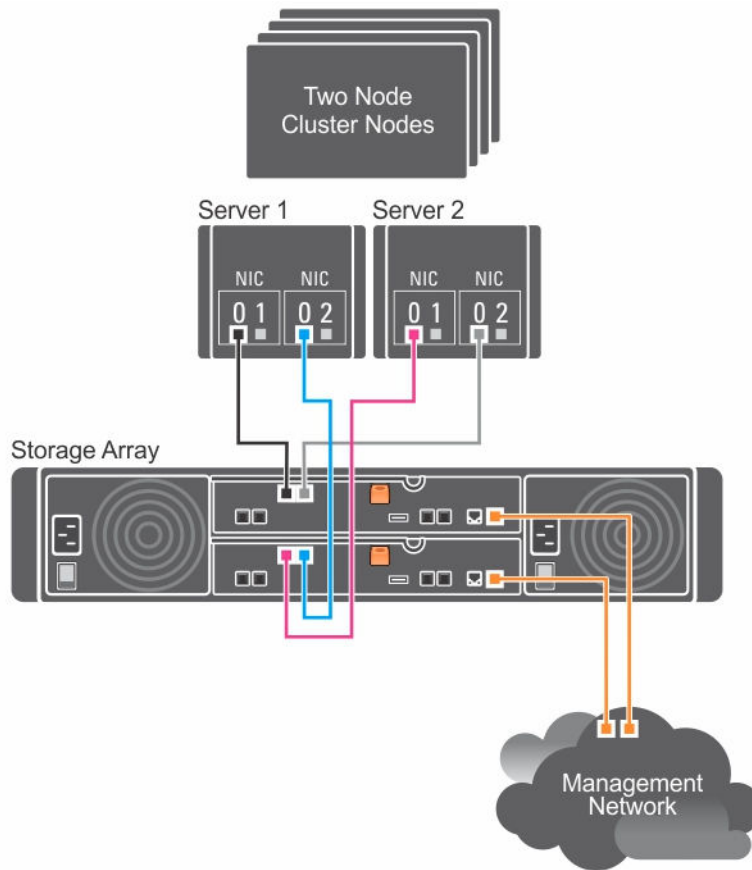 Two Node
Cluster Nodes
Server 1
Server 2
NIC
NIC
NIC
NIC
0 1
0 2
0 1
0 2
Storage Array
Management
Network